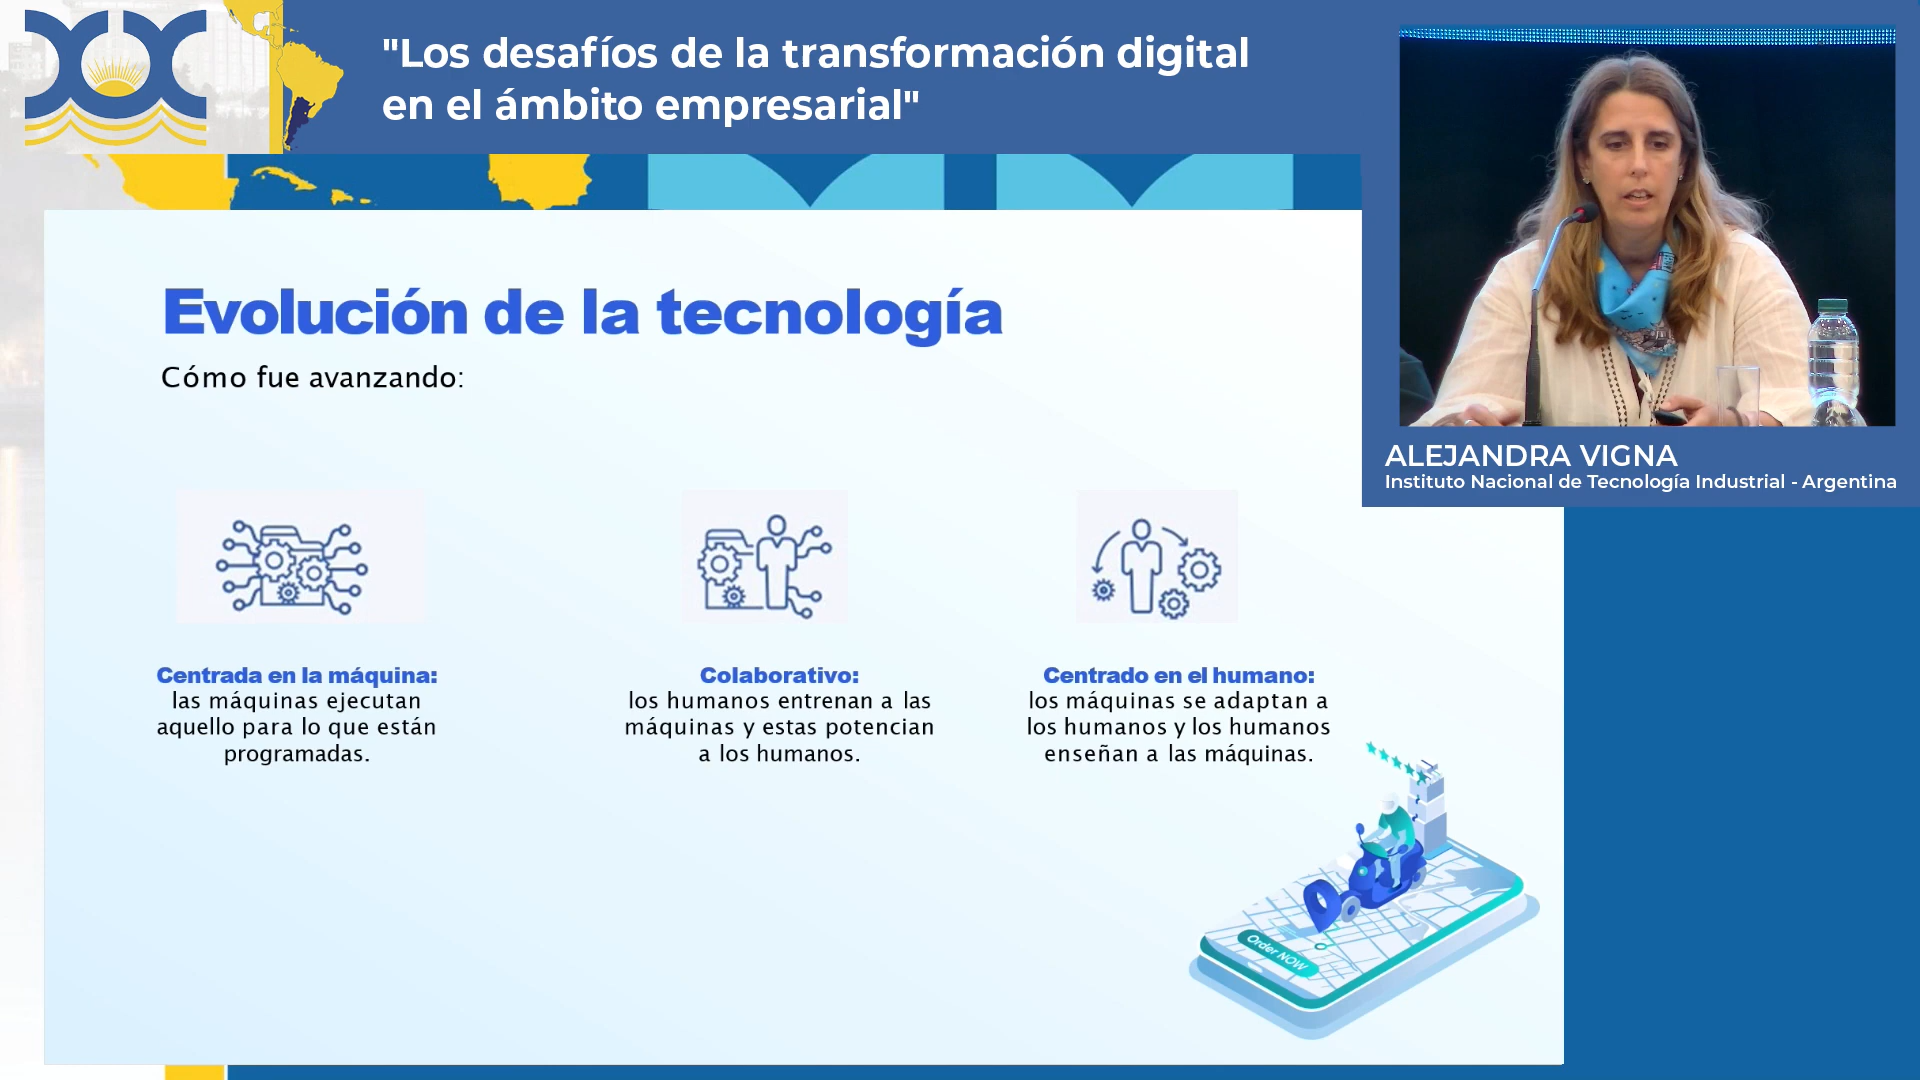 "Los desafíos de la transformación digital
en el ámbito empresarial"
ALEJANDRA VIGNA
Instituto Nacional de Tecnología Industrial - Argentina
Evolución de la tecnología
Cómo fue avanzando:
Centrada en la máquina:
las máquinas ejecutan
aquello para lo que están
programadas.
Colaborativo:
los humanos entrenan a las
máquinas y estas potencian
a los humanos.
Centrado en el humano:
los máquinas se adaptan a
los humanos y los humanos
enseñan a las máquinas.
Order NOW